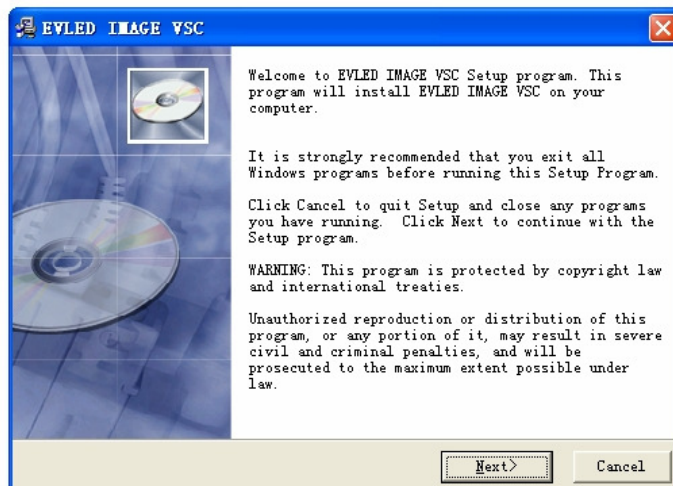 EVLED IMAGE VSC
Welcome to EVLED IMAGE VSC Setup program. This
program will install EVLED IMAGE VSC on your
computer.
It is strongly recommended that you exit all
Windows programs before running this Setup Program.
Click Cancel to quit Setup and close any programs
you have running. Click Next to continue with the
Setup program.
WARNING: This program is protected by copyright law
and international treaties.
Unauthorized reproduction or distribution of this
program, or any portion of it, may result in severe
civil and criminal penalties, and will be
prosecuted to the maximum extent possible under
law.
Next>
Cancel